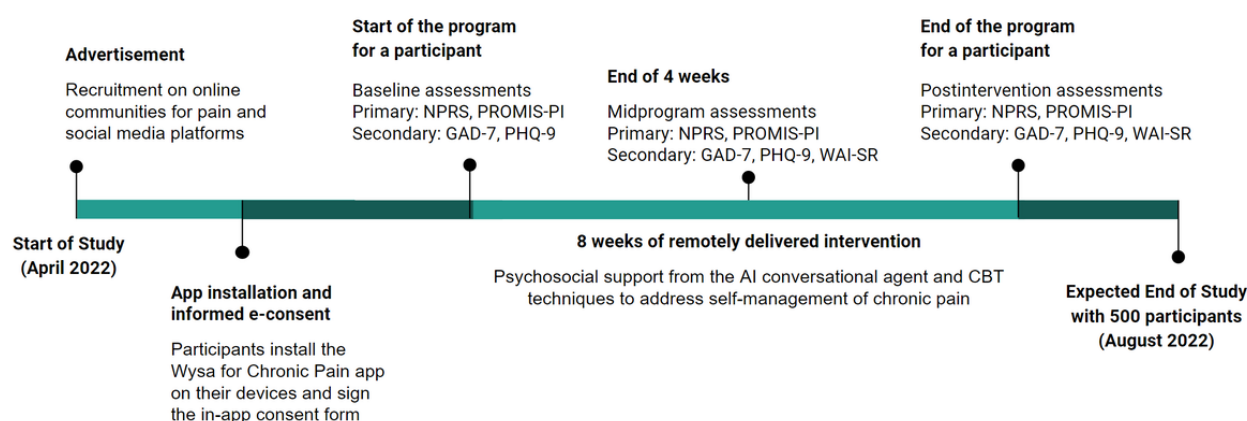 Advertisement
Recruitment on online
communities for pain and
social media platforms
Start of the program
for a participant
Baseline assessments
Primary: NPRS, PROMIS-PI
Secondary: GAD-7, PHQ-9
End of 4 weeks
Midprogram assessments
Primary: NPRS, PROMIS-PI
Secondary: GAD-7, PHQ-9, WAI-SR
End of the program
for a participant
Postintervention assessments
Primary: NPRS, PROMIS-PI
Secondary: GAD-7, PHQ-9, WAI-SR
Start of Study
(April 2022)
App installation and
informed e-consent
Participants install the
Wysa for Chronic Pain app
on their devices and sign
the in-app consent form
8 weeks of remotely delivered intervention
Psychosocial support from the AI conversational agent and CBT
techniques to address self-management of chronic pain
Expected End of Study
with 500 participants
(August 2022)